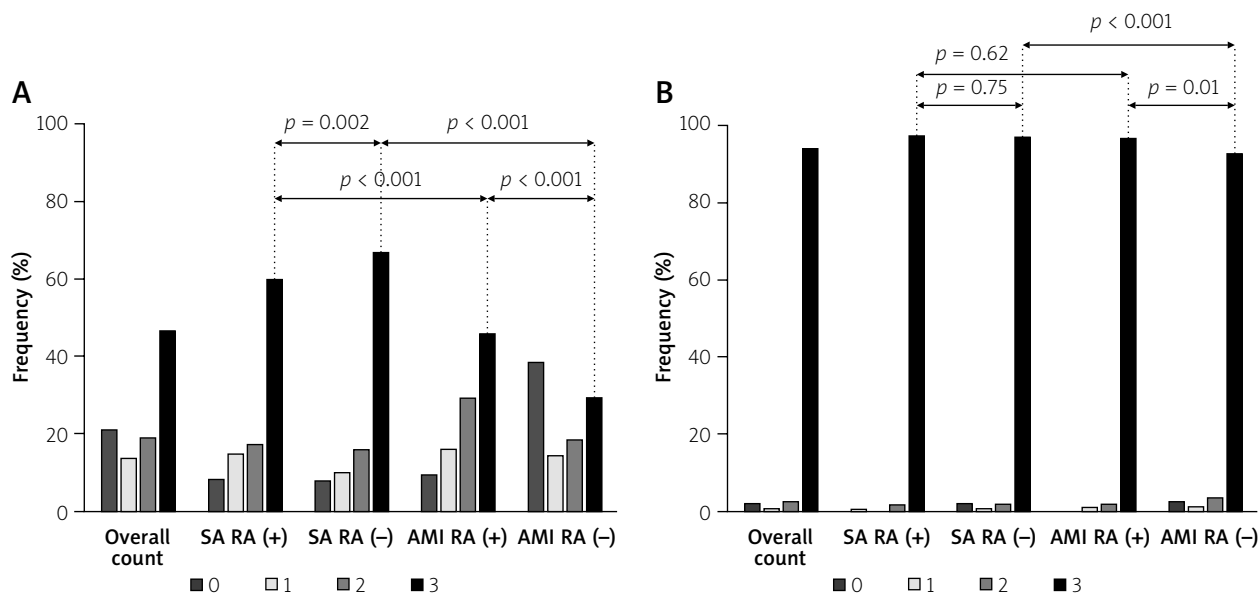 A
p = 0.002
p < 0.001
p < 0.001
p < 0.001
100
80
60
40
20
0
Frequency (%)
Overall count
SA RA (+)
SA RA (–)
AMI RA (+)
AMI RA (–)
0
1
2
3
B
p < 0.001
p = 0.62
p = 0.75
p = 0.01
100
80
60
40
20
0
Frequency (%)
Overall count
SA RA (+)
SA RA (–)
AMI RA (+)
AMI RA (–)
0
1
2
3